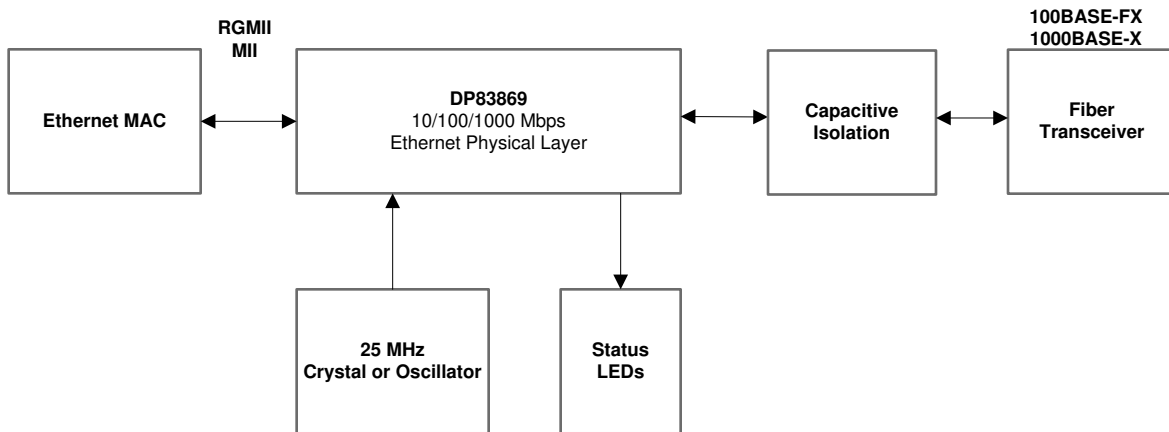 RGMII
MII
100BASE-FX
1000BASE-X
Ethernet MAC
DP83869
10/100/1000 Mbps
Ethernet Physical Layer
Capacitive
Isolation
Fiber
Transceiver
25 MHz
Crystal or Oscillator
Status
LEDs